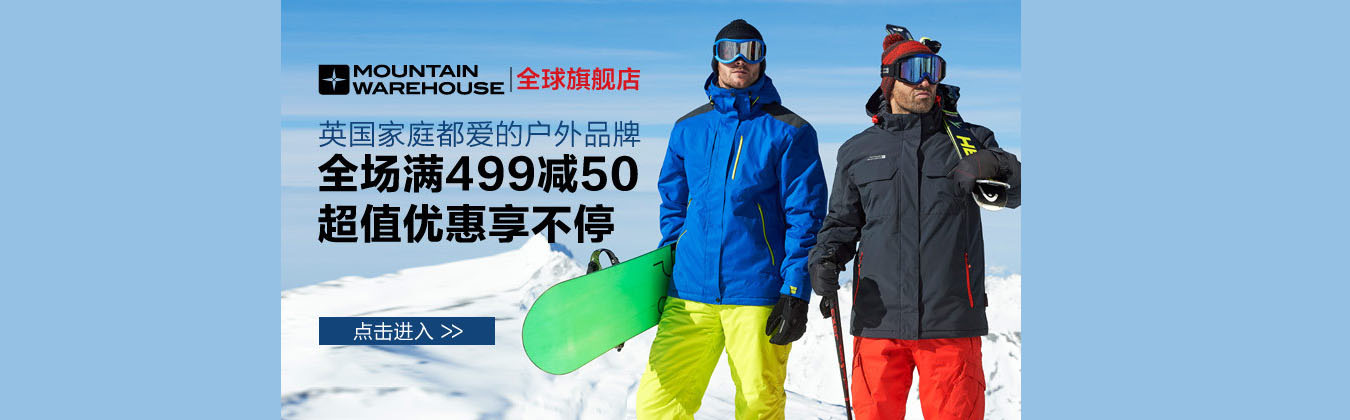 MOUNTAIN
WAREHOUSE
全球旗舰店
英国家庭都爱的户外品牌
全场满499减50
超值优惠享不停
点击进入 >>